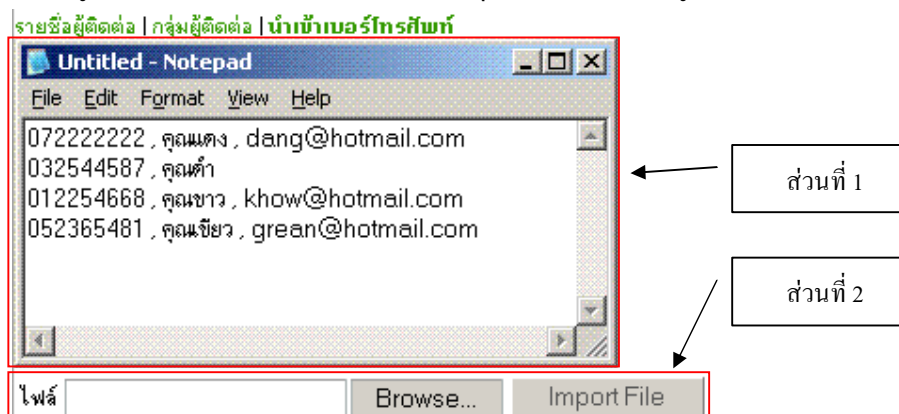 รายชื่อผู้ติดต่อ | กลุ่มผู้ติดต่อ | นำเข้าเบอร์โทรศัพท์
Untitled - Notepad
File Edit Format View Help
072222222 , คุณแดง , dang@hotmail.com
032544587 , คุณดำ
012254668 , คุณขาว , khow@hotmail.com
052365481 , คุณเขียว , grean@hotmail.com
ส่วนที่ 1
ส่วนที่ 2
ไฟล์ Browse... Import File